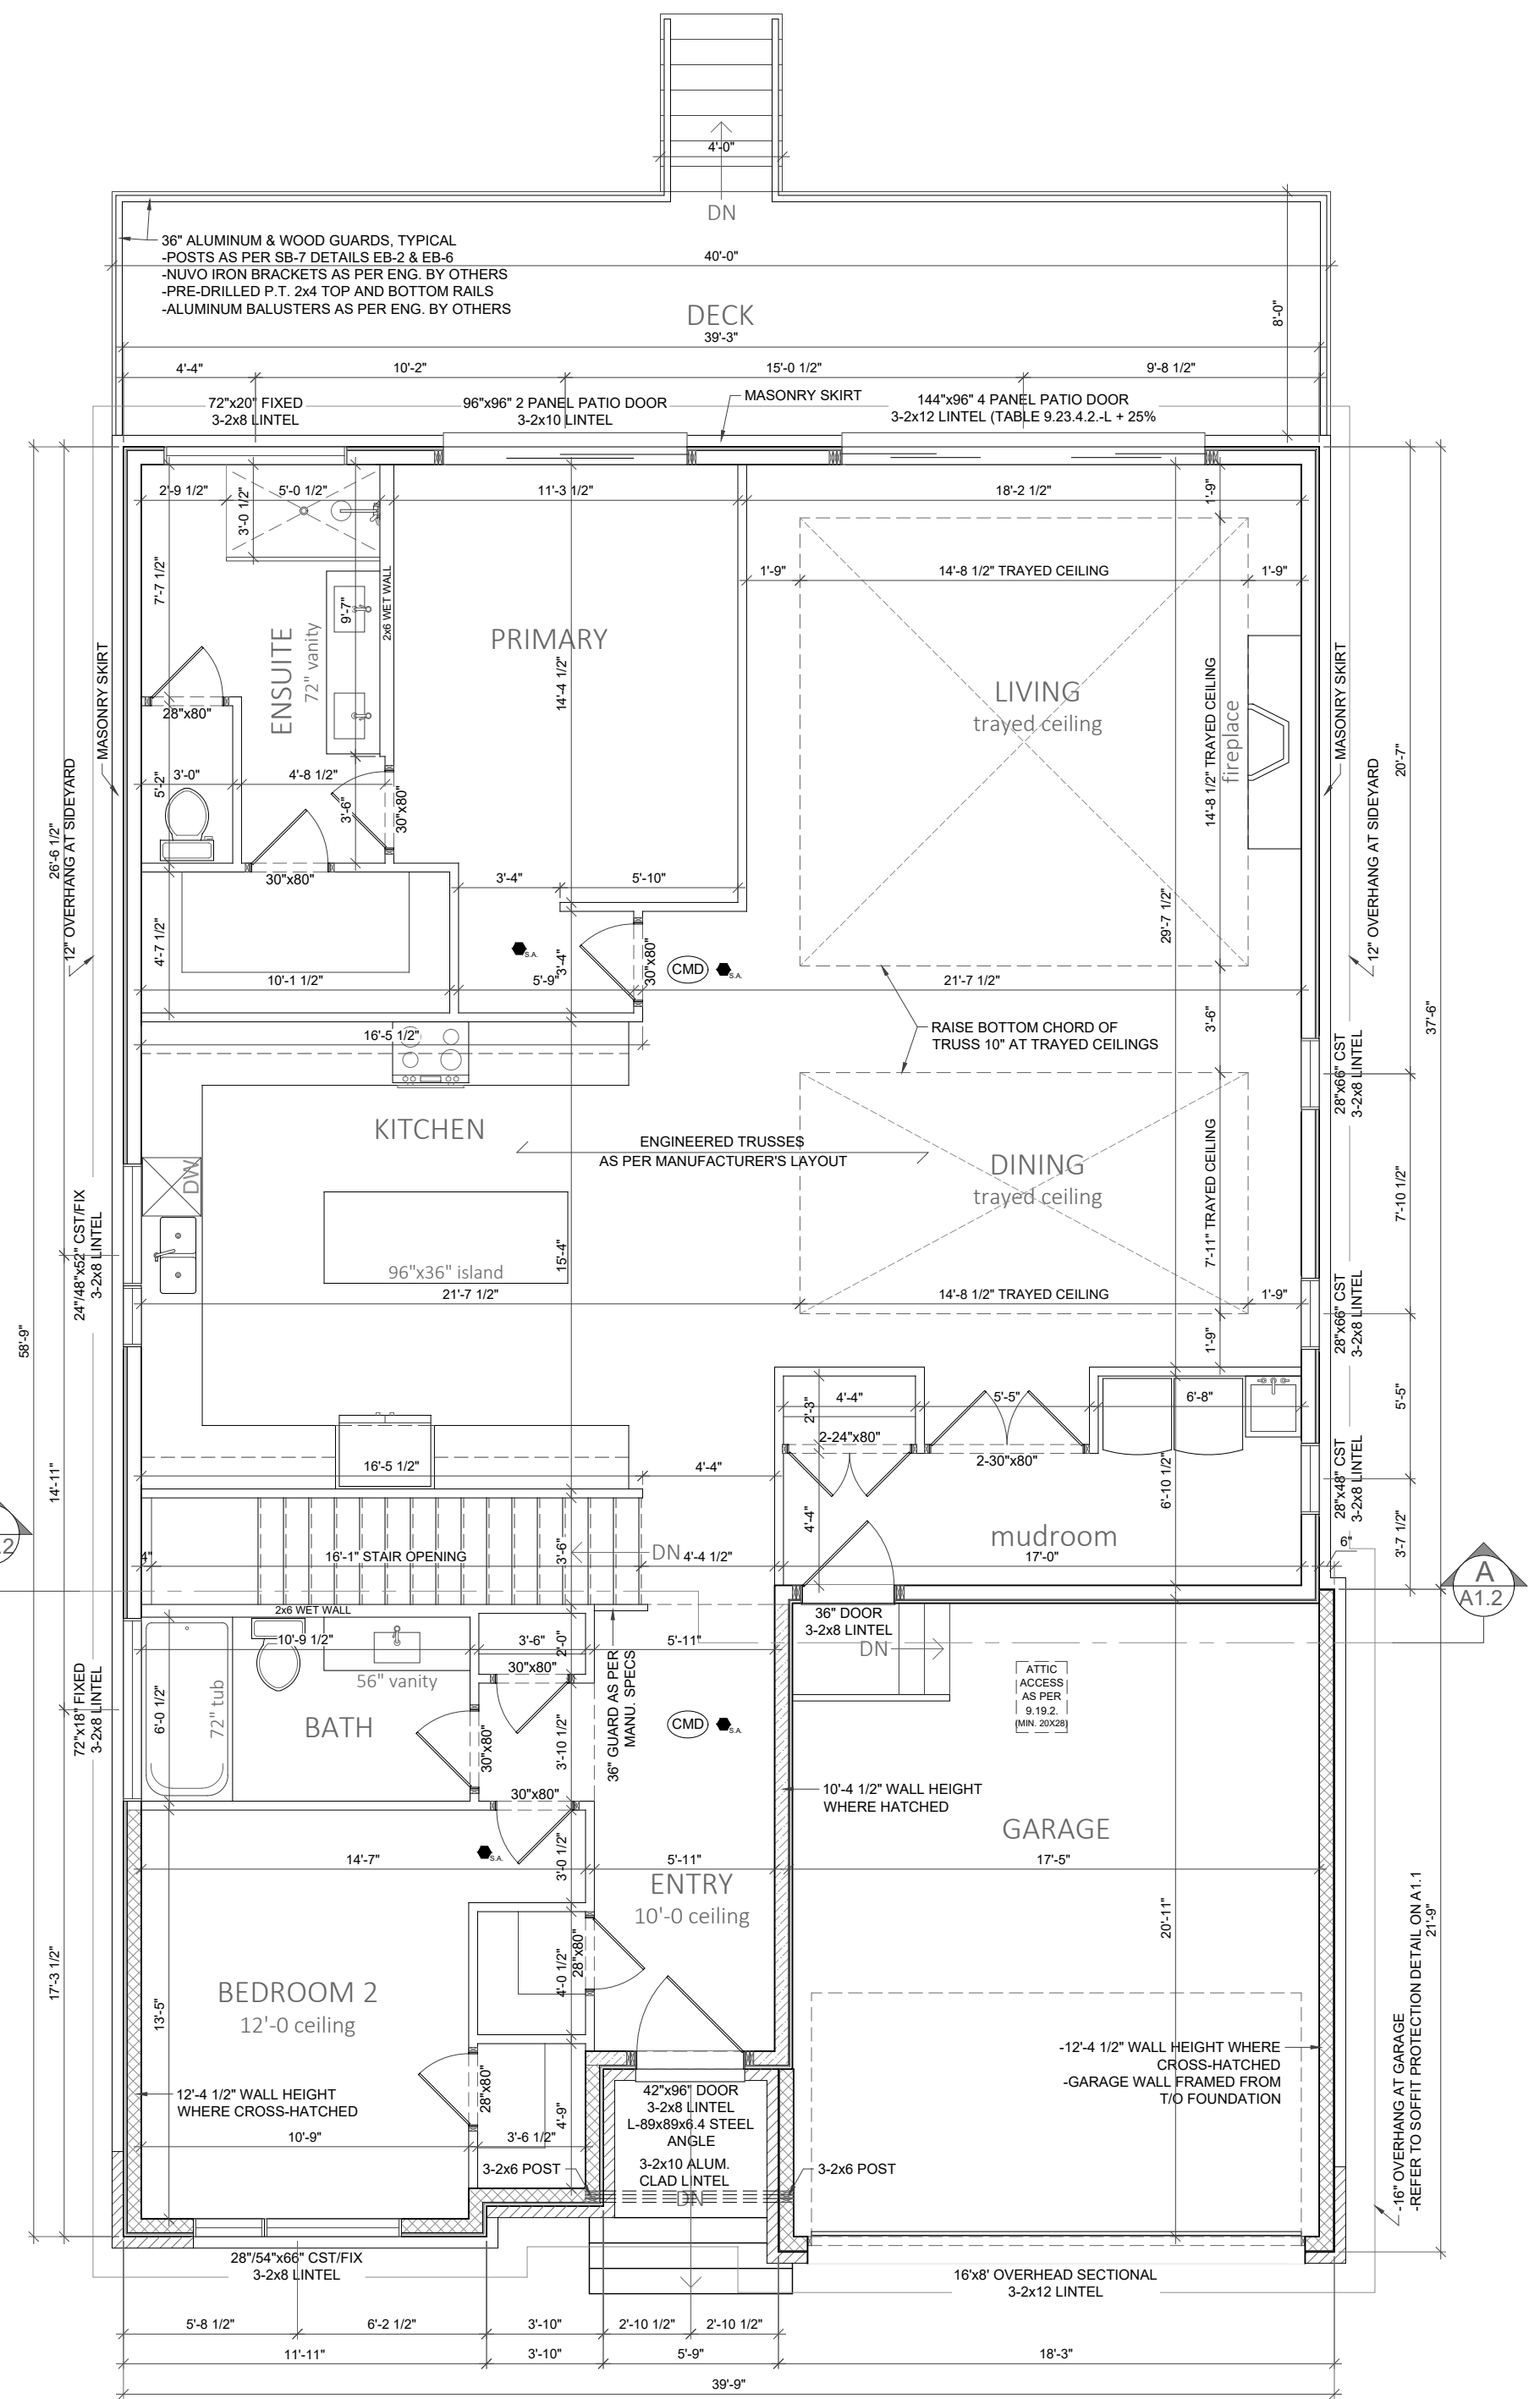 4'-0"
DN
36" ALUMINUM & WOOD GUARDS, TYPICAL
-POSTS AS PER SB-7 DETAILS EB-2 & EB-6
-NUVO IRON BRACKETS AS PER ENG. BY OTHERS
-PRE-DRILLED P.T. 2x4 TOP AND BOTTOM RAILS
-ALUMINUM BALUSTERS AS PER ENG. BY OTHERS
40'-0"
8'-0"
DECK
39'-3"
4'-4"
10'-2"
15'-0 1/2"
9'-8 1/2"
72"x20" FIXED
3-2x8 LINTEL
96"x96" 2 PANEL PATIO DOOR
3-2x10 LINTEL
MASONRY SKIRT
144"x96" 4 PANEL PATIO DOOR
3-2x12 LINTEL (TABLE 9.23.4.2.-L + 25%
2'-9 1/2"
5'-0 1/2"
3'-0 1/2"
11'-3 1/2"
18'-2 1/2"
1'-9"
7'-7 1/2"
9'-7"
2x6 WET WALL
ENSUITE
72" vanity
PRIMARY
14'-4 1/2"
1'-9"
14'-8 1/2" TRAYED CEILING
1'-9"
LIVING
trayed ceiling
14'-8 1/2" TRAYED CEILING
fireplace
MASONRY SKIRT
MASONRY SKIRT
28"x80"
5'-2"
3'-0"
4'-8 1/2"
3'-6"
30"x80"
30"x80"
20'-7"
12" OVERHANG AT SIDEYARD
12" OVERHANG AT SIDEYARD
26'-6 1/2"
3'-4"
5'-10"
4'-7 1/2"
10'-1 1/2"
S.A.
5'-9"
3'-4"
30"x80"
CMD
S.A.
29'-7 1/2"
21'-7 1/2"
16'-5 1/2"
RAISE BOTTOM CHORD OF
TRUSS 10" AT TRAYED CEILINGS
3'-6"
37'-6"
28"x66" CST
3-2x8 LINTEL
KITCHEN
ENGINEERED TRUSSES
AS PER MANUFACTURER'S LAYOUT
DINING
trayed ceiling
7'-11" TRAYED CEILING
7'-10 1/2"
DW
24"/48"x52" CST/FIX
3-2x8 LINTEL
96"x36" island
15'-4"
21'-7 1/2"
14'-8 1/2" TRAYED CEILING
1'-9"
1'-9"
28"x66" CST
3-2x8 LINTEL
58'-9"
4'-4"
2'-3"
5'-5"
6'-8"
5'-5"
2-24"x80"
2-30"x80"
16'-5 1/2"
4'-4"
6'-10 1/2"
28"x48" CST
3-2x8 LINTEL
14'-11"
4'-4"
mudroom
4"
16'-1" STAIR OPENING
3'-6"
DN
4'-4 1/2"
17'-0"
6"
3'-7 1/2"
A
A1.2
.2
2x6 WET WALL
10'-9 1/2"
3'-6"
2'-0"
5'-11"
36" DOOR
3-2x8 LINTEL
DN
56" vanity
30"x80"
36" GUARD AS PER
MANU. SPECS
ATTIC
ACCESS
AS PER
9.19.2.
(MIN. 20X28)
72"x18" FIXED
3-2x8 LINTEL
6'-0 1/2"
72" tub
BATH
30"x80"
3'-10 1/2"
CMD
S.A.
30"x80"
10'-4 1/2" WALL HEIGHT
WHERE HATCHED
GARAGE
S.A.
14'-7"
3'-0 1/2"
5'-11"
17'-5"
ENTRY
10'-0 ceiling
20'-11"
21'-9"
-16" OVERHANG AT GARAGE
-REFER TO SOFFIT PROTECTION DETAIL ON A1.1
17'-3 1/2"
BEDROOM 2
12'-0 ceiling
13'-5"
4'-0 1/2"
28"x80"
-12'-4 1/2" WALL HEIGHT WHERE
CROSS-HATCHED
-GARAGE WALL FRAMED FROM
T/O FOUNDATION
12'-4 1/2" WALL HEIGHT
WHERE CROSS-HATCHED
28"x80"
4'-9"
42"x96" DOOR
3-2x8 LINTEL
L-89x89x6.4 STEEL
ANGLE
10'-9"
3'-6 1/2"
3-2x10 ALUM.
CLAD LINTEL
3-2x6 POST
3-2x6 POST
DN
28"/54"x66" CST/FIX
3-2x8 LINTEL
16'x8' OVERHEAD SECTIONAL
3-2x12 LINTEL
5'-8 1/2"
6'-2 1/2"
3'-10"
2'-10 1/2"
2'-10 1/2"
11'-11"
3'-10"
5'-9"
18'-3"
39'-9"